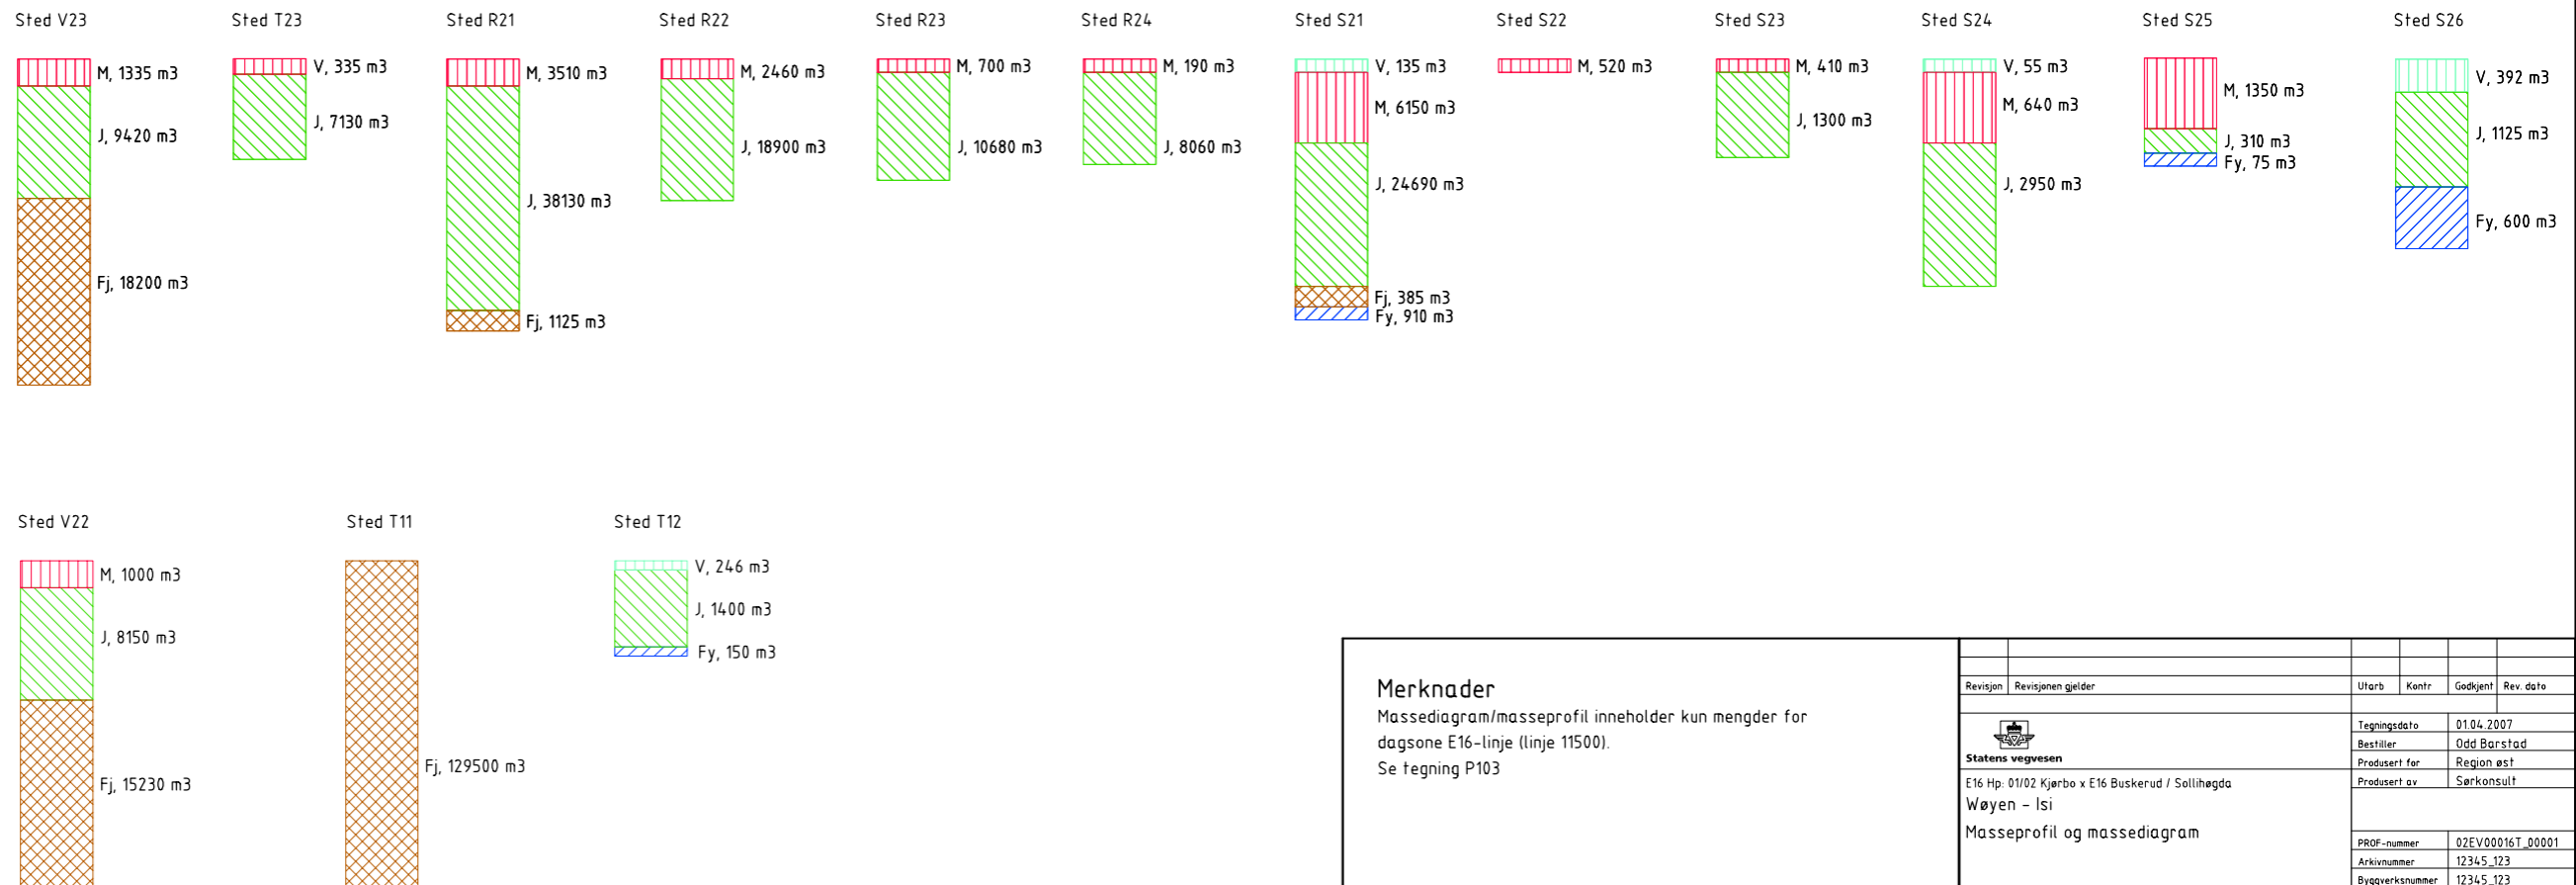 Sted V23
Sted T23
Sted R21
Sted R22
Sted R23
Sted R24
Sted S21
Sted S22
Sted S23
Sted S24
Sted S25
Sted S26
M, 1335 m3
J, 9420 m3
Fj, 18200 m3
V, 335 m3
J, 7130 m3
M, 3510 m3
J, 38130 m3
Fj, 1125 m3
M, 2460 m3
J, 18900 m3
M, 700 m3
J, 10680 m3
M, 190 m3
J, 8060 m3
V, 135 m3
M, 6150 m3
J, 24690 m3
Fj, 385 m3
Fy, 910 m3
M, 520 m3
M, 410 m3
J, 1300 m3
V, 55 m3
M, 640 m3
J, 2950 m3
M, 1350 m3
J, 310 m3
Fy, 75 m3
V, 392 m3
J, 1125 m3
Fy, 600 m3
Sted V22
Sted T11
Sted T12
M, 1000 m3
J, 8150 m3
Fj, 15230 m3
Fj, 129500 m3
V, 246 m3
J, 1400 m3
Fy, 150 m3
Merknader
Massediagram/masseprofil inneholder kun mengder for
dagsone E16-linje (linje 11500).
Se tegning P103
Revisjon Revisjonen gjelder Utarb Kontr Godkjent Rev. dato
Statens vegvesen
E16 Hp: 01/02 Kjørbo x E16 Buskerud / Sollihøgda
Wøyen - Isi
Masseprofil og massediagram
Tegningsdato 01.04.2007
Bestiller Odd Barstad
Produsert for Region øst
Produsert av Sørkonsult
PROF-nummer 02EV00016T_00001
Arkivnummer 12345_123
Byggverksnummer 12345_123